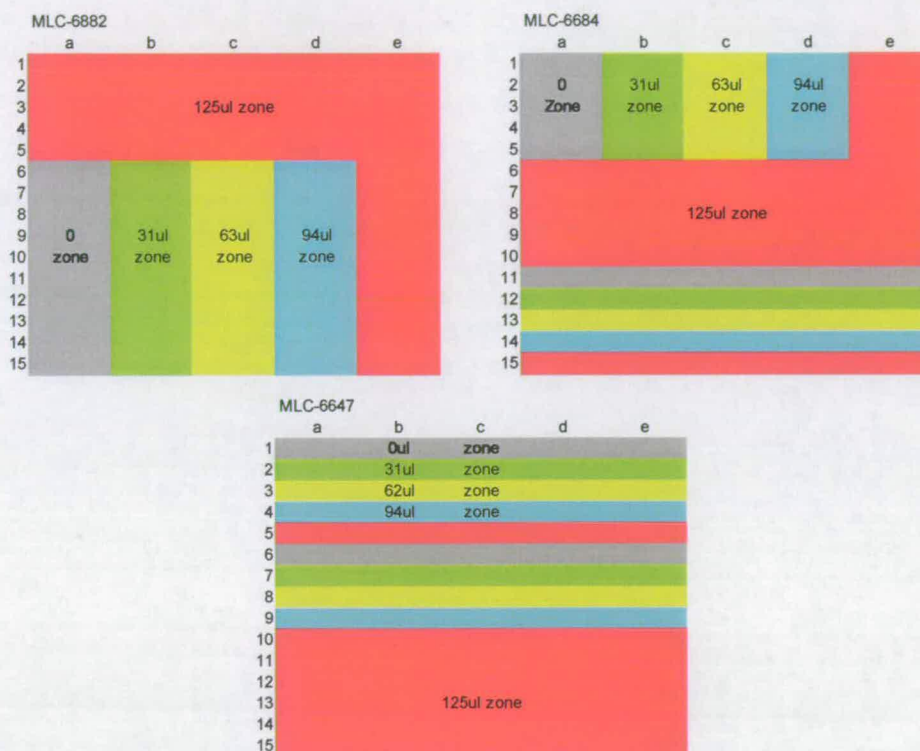 MLC-6882
a b c d e
1
2
3 125ul zone
4
5
6
7
8
9 0 31ul 63ul 94ul
10 zone zone zone zone
11
12
13
14
15
MLC-6684
a b c d e
1
2 0 31ul 63ul 94ul
3 Zone zone zone zone
4
5
6
7
8 125ul zone
9
10
11
12
13
14
15
MLC-6647
a b c d e
1 0ul zone
2 31ul zone
3 62ul zone
4 94ul zone
5
6
7
8
9
10
11
12
13 125ul zone
14
15